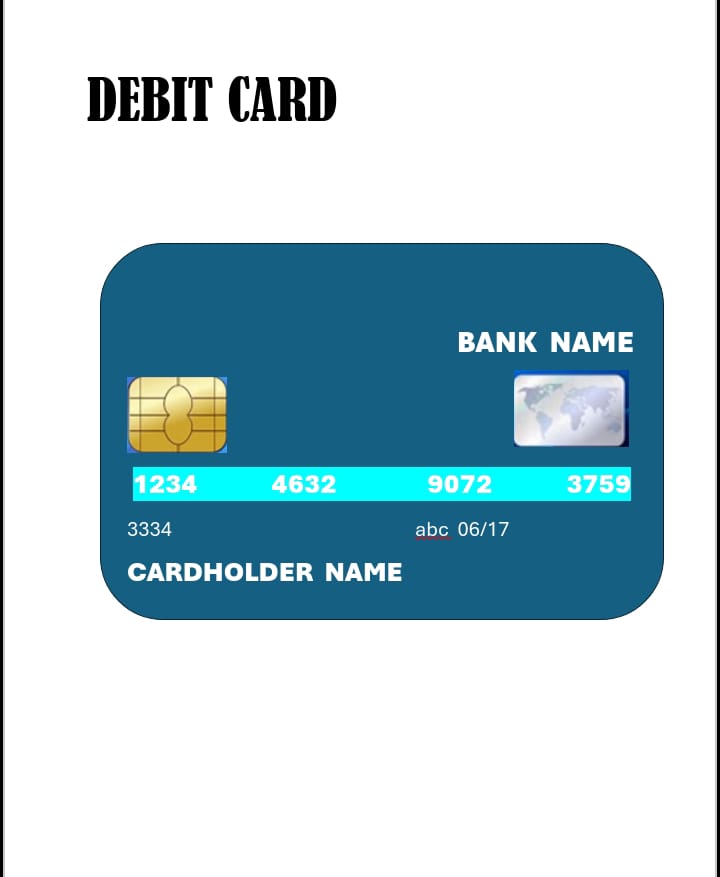 DEBIT CARD
BANK NAME
1234 4632 9072 3759
3334 abc 06/17
CARDHOLDER NAME